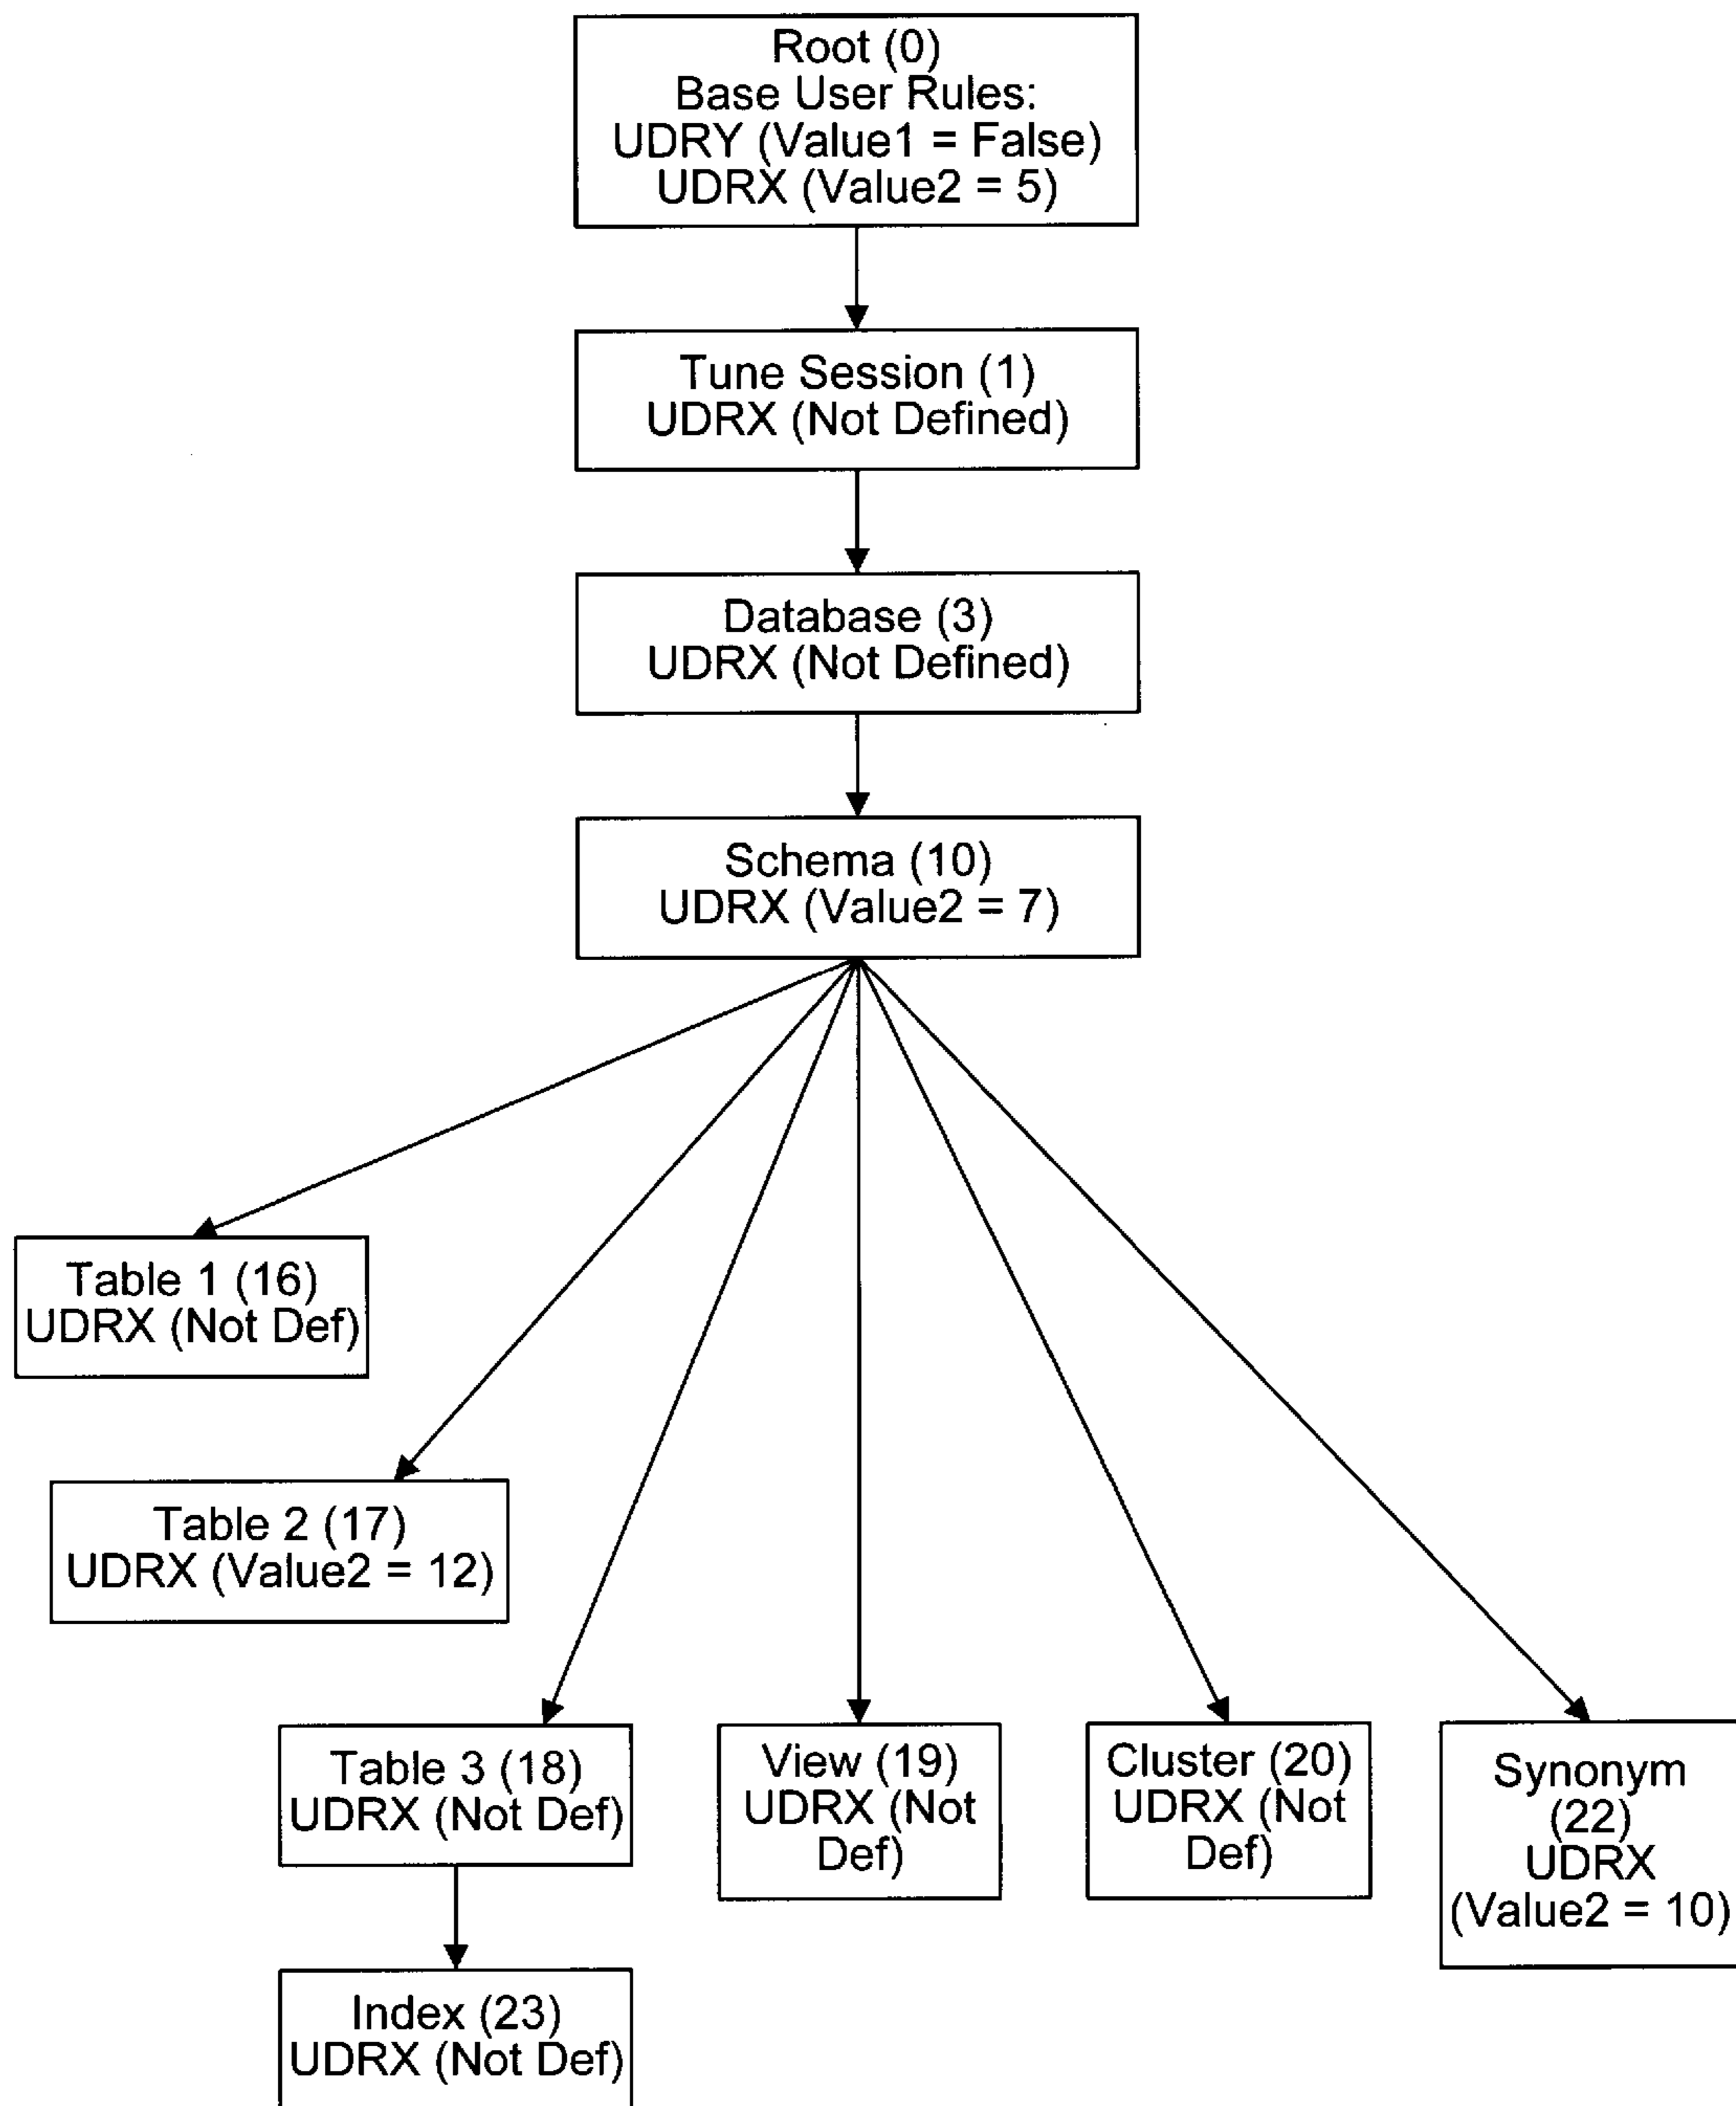 Root (0)
Base User Rules:
UDRY (Value1 = False)
UDRX (Value2 = 5)
Tune Session (1)
UDRX (Not Defined)
Database (3)
UDRX (Not Defined)
Schema (10)
UDRX (Value2 = 7)
Table 1 (16)
UDRX (Not Def)
Table 2 (17)
UDRX (Value2 = 12)
Table 3 (18)
UDRX (Not Def)
View (19)
UDRX (Not
Def)
Cluster (20)
UDRX (Not
Def)
Synonym
(22)
UDRX
(Value2 = 10)
Index (23)
UDRX (Not Def)